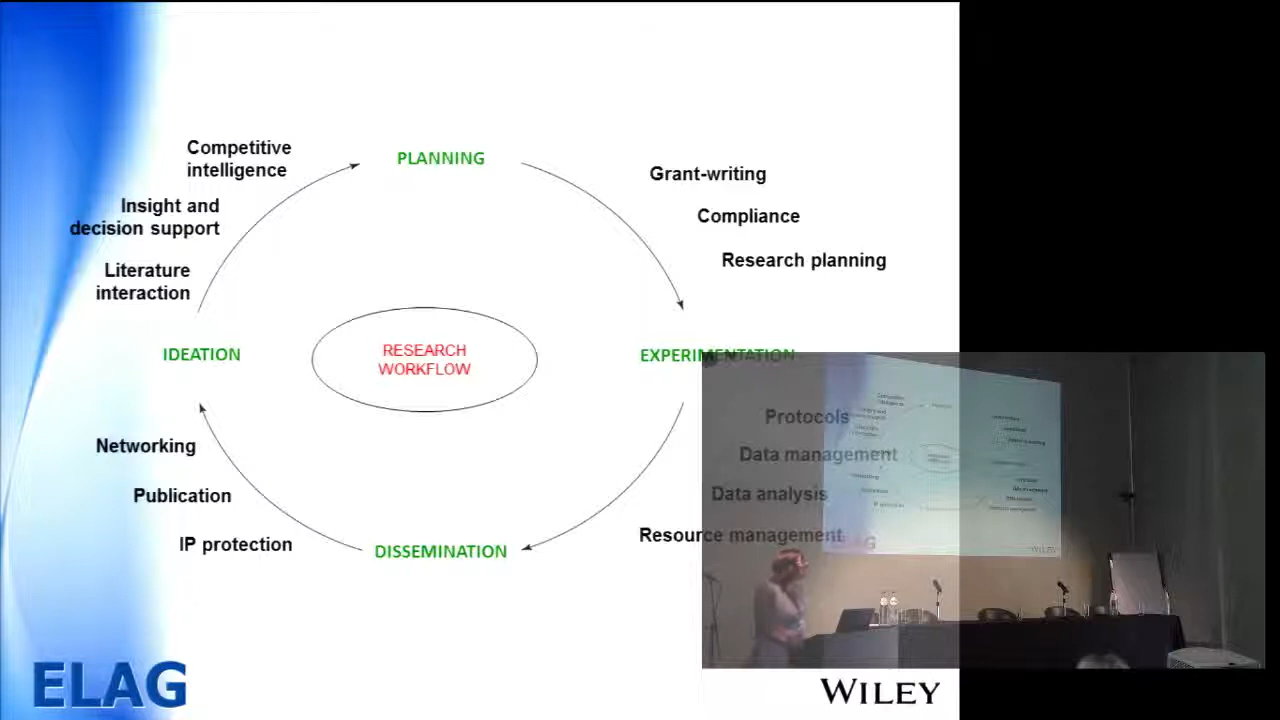 PLANNING
Competitive
intelligence
Insight and
decision support
Literature
interaction
Grant-writing
Compliance
Research planning
IDEATION
RESEARCH
WORKFLOW
EXPERIMENTATION
Protocols
Data management
Data analysis
Resource management
Networking
Publication
IP protection
DISSEMINATION
ELAG
WILEY